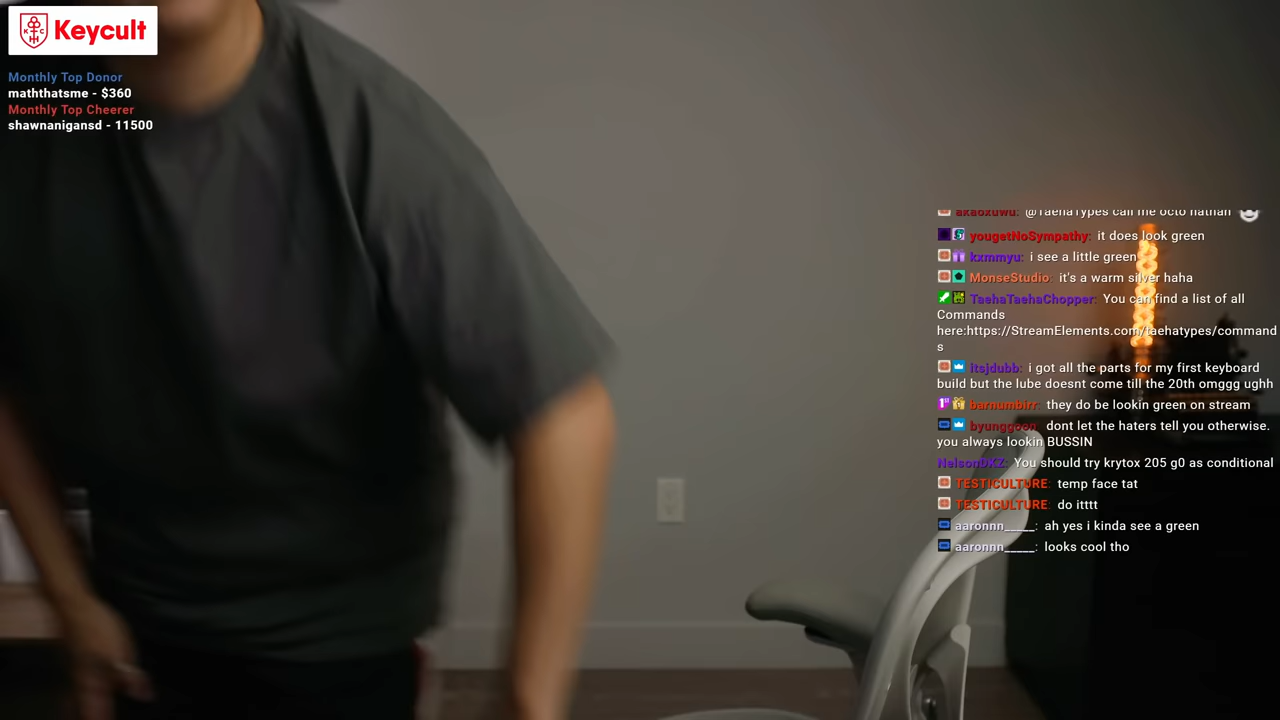 Keycult
Monthly Top Donor
maththatsme - $360
Monthly Top Cheerer
shawnanigansd - 11500
akaoxuwu: @TaehaTypes call me octo nathan
yougetNoSympathy: it does look green
kxmmyu: i see a little green
MonseStudio: it's a warm silver haha
TaehaTaehaChopper: You can find a list of all
Commands
here:https://StreamElements.com/taehatypes/command
s
itsjdubb: i got all the parts for my first keyboard
build but the lube doesnt come till the 20th omggg ughh
barnumbirr: they do be lookin green on stream
byunggoon: dont let the haters tell you otherwise.
you always lookin BUSSIN
NelsonDKZ: You should try krytox 205 g0 as conditional
TESTICULTURE: temp face tat
TESTICULTURE: do itttt
aaronnn_____: ah yes i kinda see a green
aaronnn_____: looks cool tho